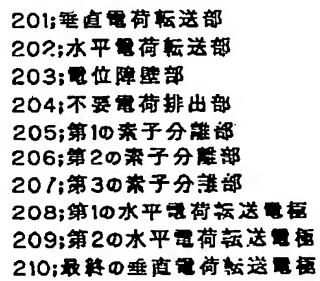 201;垂直電荷転送部
202;水平電荷転送部
203;電位障壁部
204;不要電荷排出部
205;第1の素子分離部
206;第2の素子分離部
207;第3の素子分離部
208;第1の水平電荷転送電極
209;第2の水平電荷転送電極
210;最終の垂直電荷転送電極